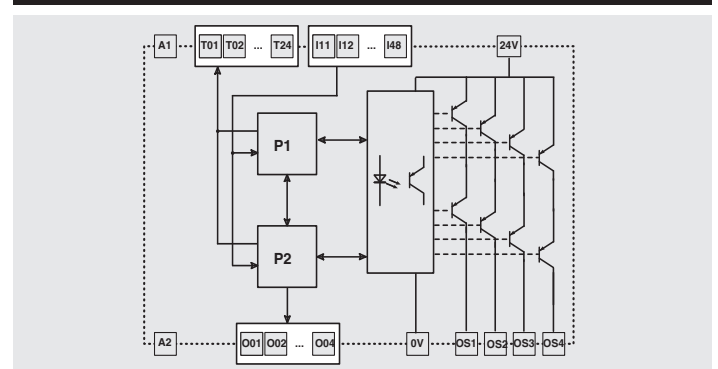 A1 T01 T02 ... T24 I11 I12 ... I48 24V
P1
P2
A2 O01 O02 ... O04 0V OS1 OS2 OS3 OS4